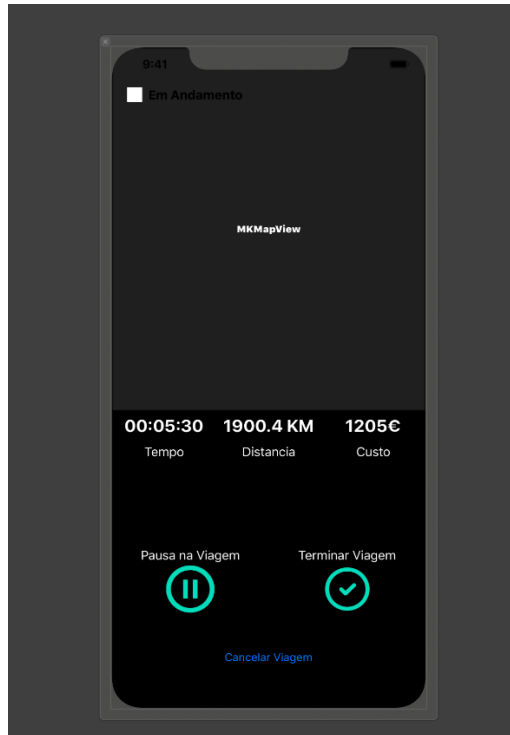 9:41
Em Andamento
MKMapView
00:05:30 1900.4 KM 1205€
Tempo Distancia Custo
Pausa na Viagem Terminar Viagem
Cancelar Viagem